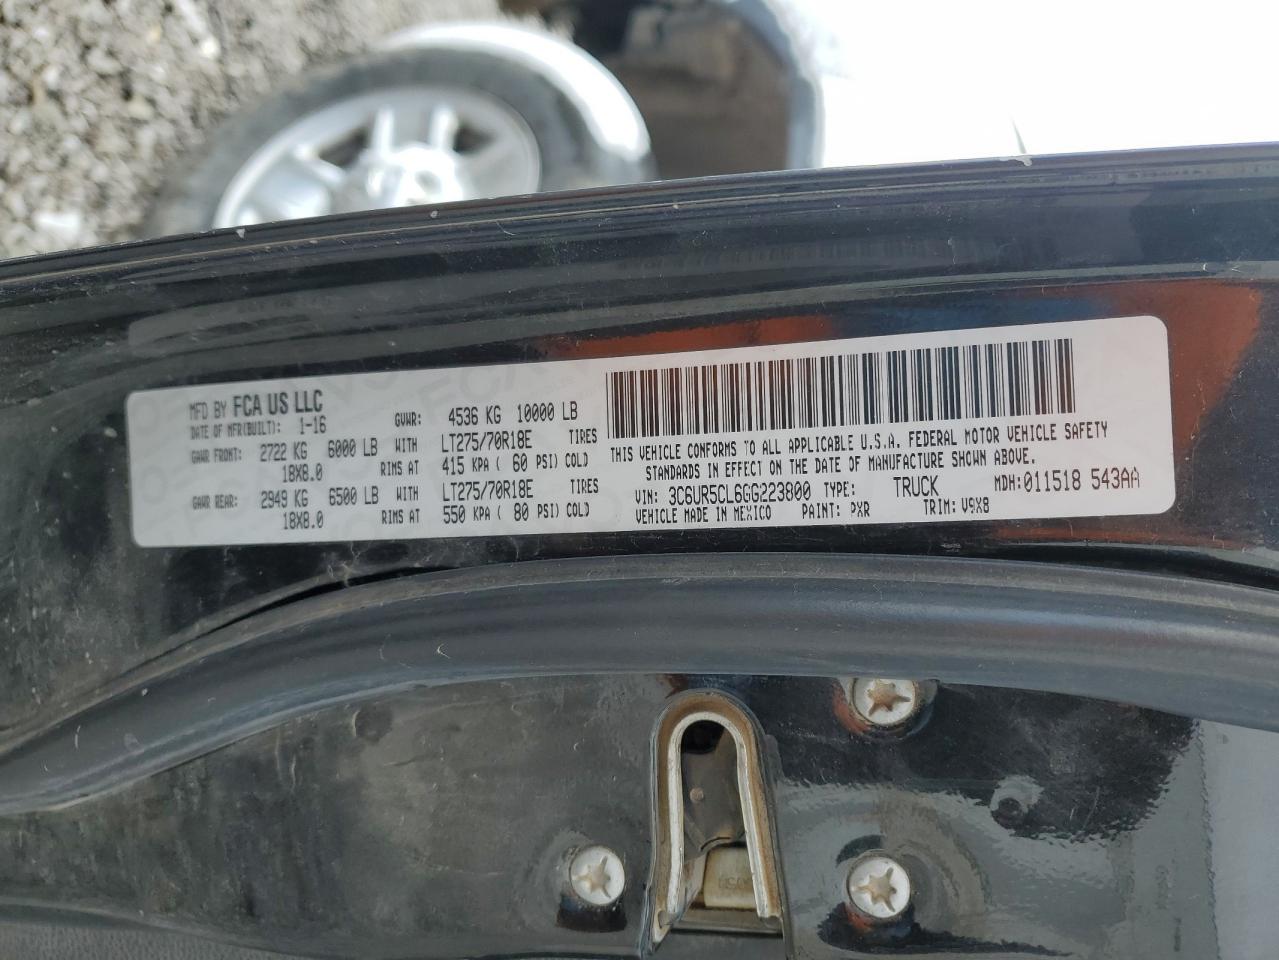 MFD BY FCA US LLC
DATE OF MFR(BUILT): 1-16 GVWR: 4536 KG 10000 LB
GAWR FRONT: 2722 KG 6000 LB WITH LT275/70R18E TIRES
18X8.0 RIMS AT 415 KPA ( 60 PSI) COLD
GAWR REAR: 2949 KG 6500 LB WITH LT275/70R18E TIRES
18X8.0 RIMS AT 550 KPA ( 80 PSI) COLD
THIS VEHICLE CONFORMS TO ALL APPLICABLE U.S.A. FEDERAL MOTOR VEHICLE SAFETY
STANDARDS IN EFFECT ON THE DATE OF MANUFACTURE SHOWN ABOVE.
VIN: 3C6UR5CL6GG223800 TYPE: TRUCK MDH:011518 543AA
VEHICLE MADE IN MEXICO PAINT: PXR TRIM: V9X8